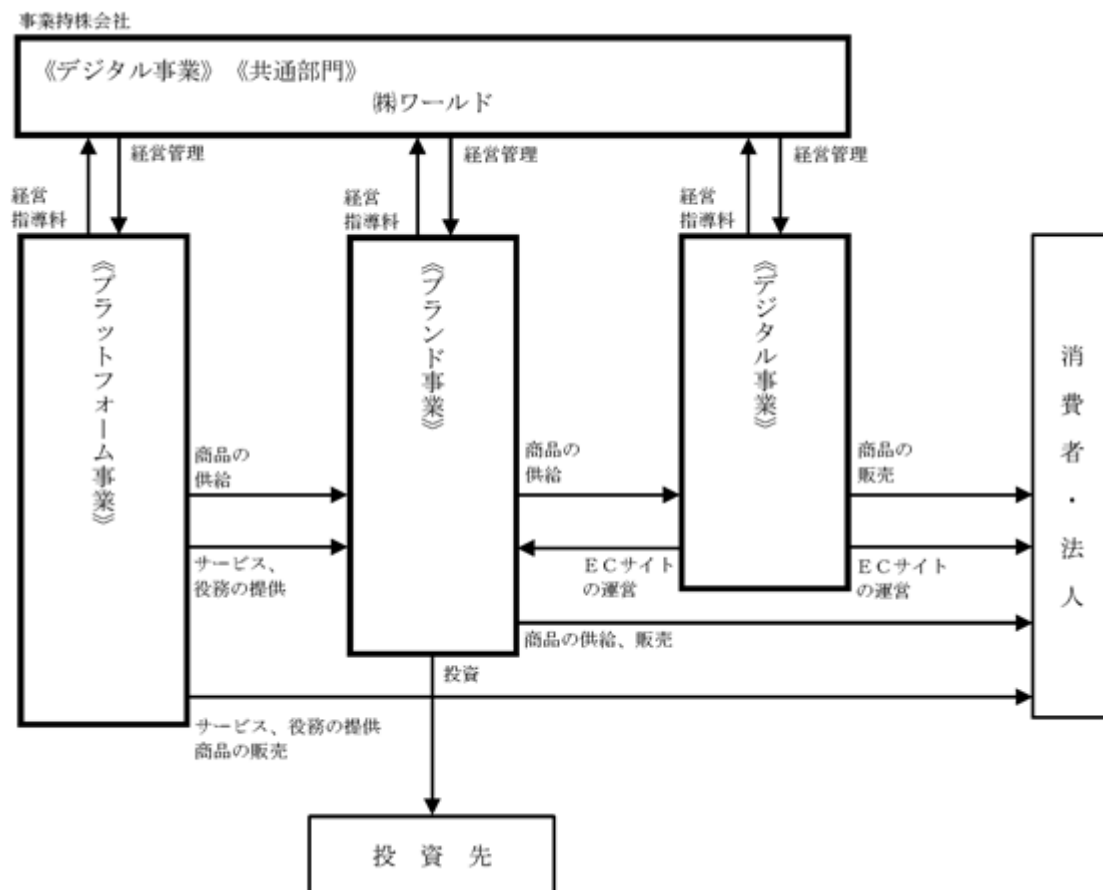 事業持株会社
《デジタル事業》《共通部門》
㈱ワールド
経営管理
経営管理
経営管理
経営
指導料
経営
指導料
経営
指導料
《プラットフォーム事業》
《ブランド事業》
《デジタル事業》
消費者・法人
商品の
供給
商品の
供給
商品の
販売
サービス、
役務の提供
ＥＣサイト
の運営
ＥＣサイト
の運営
商品の供給、販売
投資
サービス、役務の提供
商品の販売
投資先